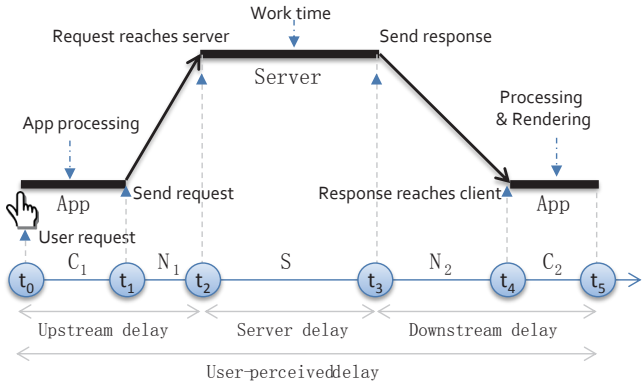 Work time
Request reaches server
Send response
Server
Processing
& Rendering
App processing
App
Send request
Response reaches client
App
User request
C1
N1
S
N2
C2
t0
t1
t2
t3
t4
t5
Upstream delay
Server delay
Downstream delay
User-perceiveddelay